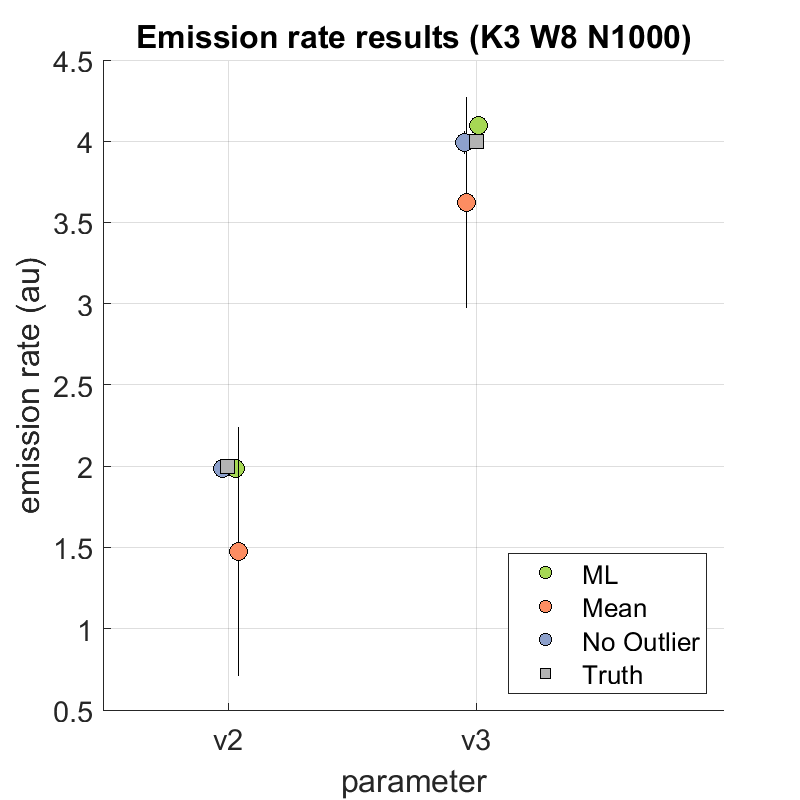 Emission rate results (K3 W8 N1000)
4.5
4
3.5
3
2.5
2
1.5
1
0.5
emission rate (au)
v2
v3
parameter
ML
Mean
No Outlier
Truth